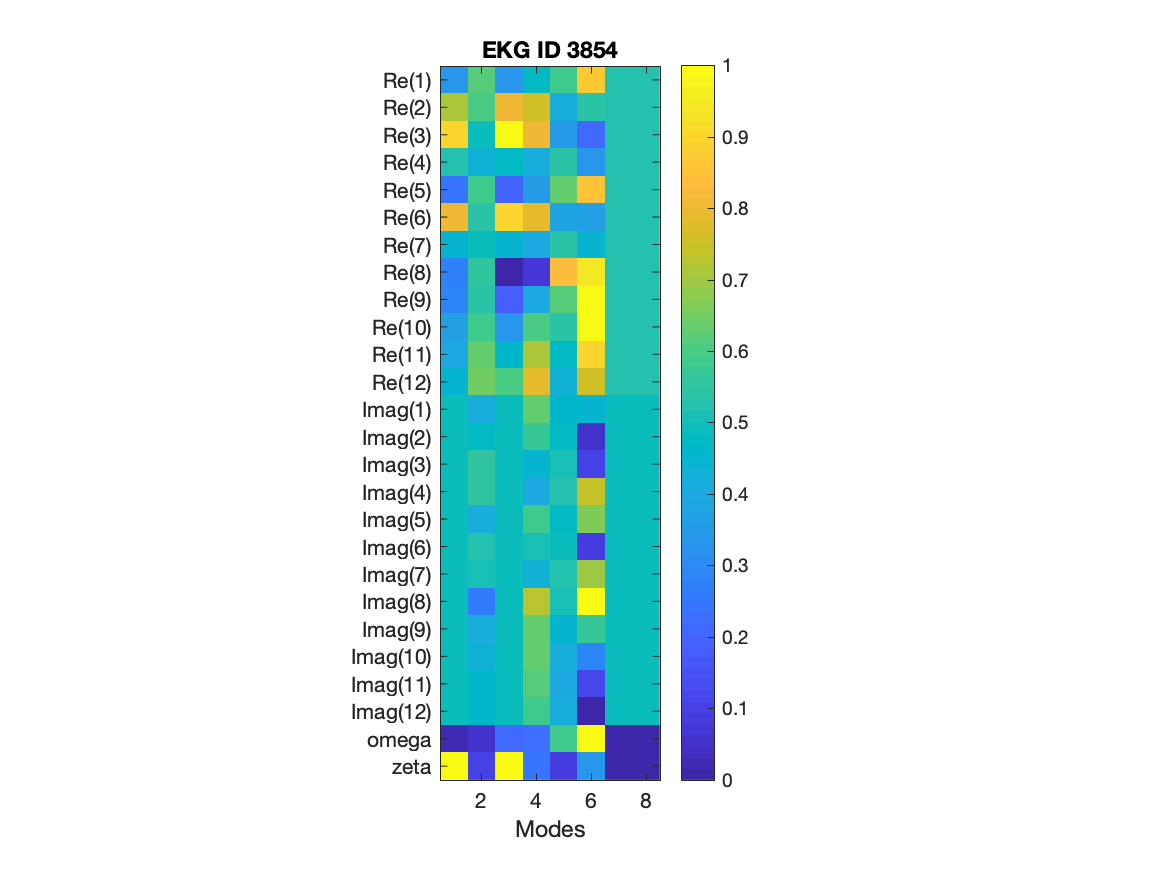 EKG ID 3854
Re(1)
Re(2)
Re(3)
Re(4)
Re(5)
Re(6)
Re(7)
Re(8)
Re(9)
Re(10)
Re(11)
Re(12)
Imag(1)
Imag(2)
Imag(3)
Imag(4)
Imag(5)
Imag(6)
Imag(7)
Imag(8)
Imag(9)
Imag(10)
Imag(11)
Imag(12)
omega
zeta
2 4 6 8
Modes
1
0.9
0.8
0.7
0.6
0.5
0.4
0.3
0.2
0.1
0